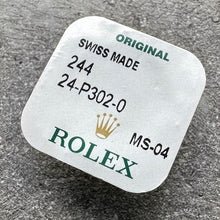 ORIGINAL
SWISS MADE
244
24-P302-0
MS-04
ROLEX